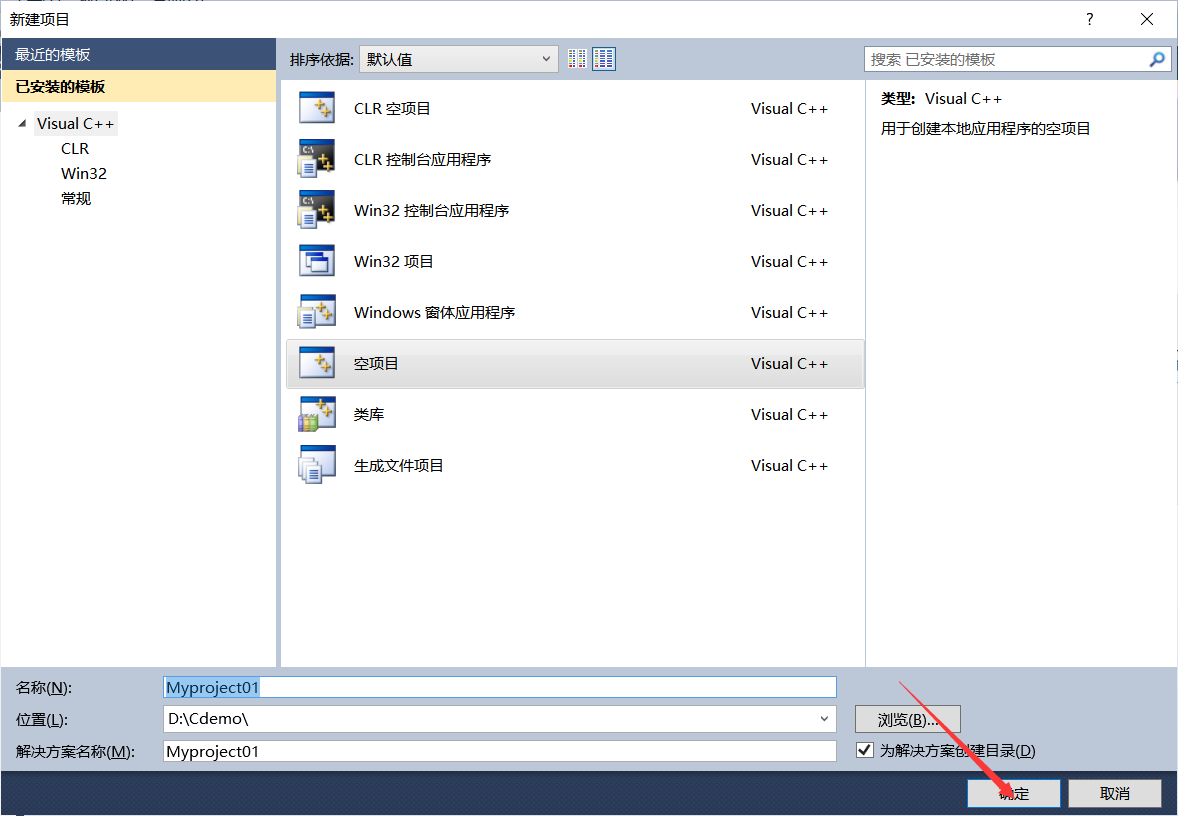 新建项目
?
最近的模板
已安装的模板
Visual C++
CLR
Win32
常规
排序依据: 默认值
搜索 已安装的模板
CLR 空项目 Visual C++
CLR 控制台应用程序 Visual C++
Win32 控制台应用程序 Visual C++
Win32 项目 Visual C++
Windows 窗体应用程序 Visual C++
空项目 Visual C++
类库 Visual C++
生成文件项目 Visual C++
类型: Visual C++
用于创建本地应用程序的空项目
名称(N): Myproject01
位置(L): D:\Cdemo\ 浏览(B)...
解决方案名称(M): Myproject01 为解决方案创建目录(D)
确定 取消